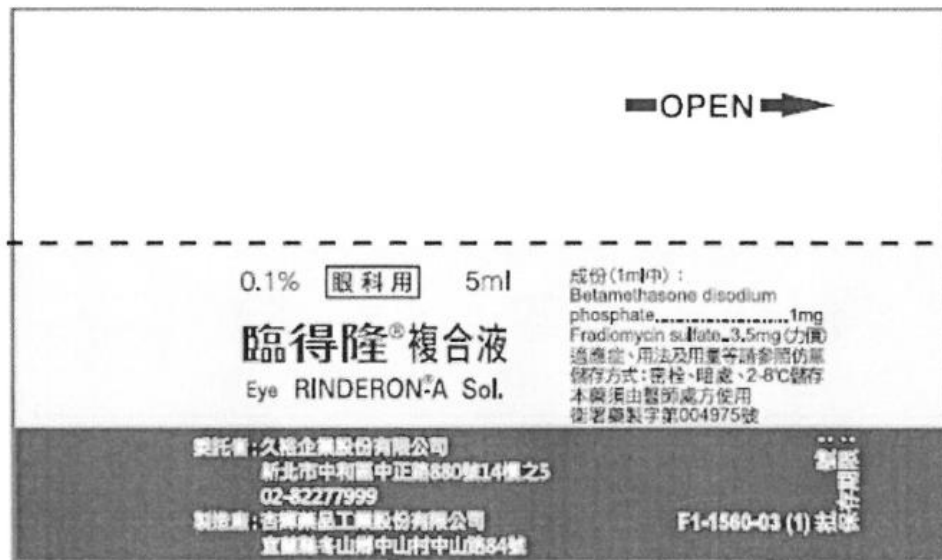 OPEN
0.1% 眼科用 5ml
臨得隆®複合液
Eye RINDERON®-A Sol.
成份(1ml中):
Betamethasone disodium
phosphate..............................1mg
Fradiomycin sulfate...3.5mg(力價)
適應症、用法及用量等請參照仿單
儲存方式:密栓、暗處、2-8℃儲存
本藥須由醫師處方使用
衛署藥製字第004975號
委託者:久裕企業股份有限公司
新北市中和區中正路880號14樓之5
02-82277999
製造廠:杏輝藥品工業股份有限公司
宜蘭縣冬山鄉中山村中山路84號
F1-1560-03 (1)
保存期限: